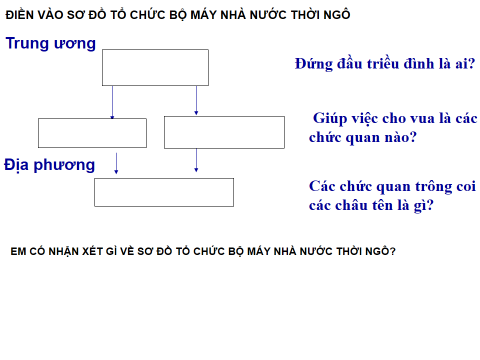 ĐIỀN VÀO SƠ ĐỒ TỔ CHỨC BỘ MÁY NHÀ NƯỚC THỜI NGÔ
Trung ương
Đứng đầu triều đình là ai?
Giúp việc cho vua là các
chức quan nào?
Địa phương
Các chức quan trông coi
các châu tên là gì?
EM CÓ NHẬN XÉT GÌ VỀ SƠ ĐỒ TỔ CHỨC BỘ MÁY NHÀ NƯỚC THỜI NGÔ?